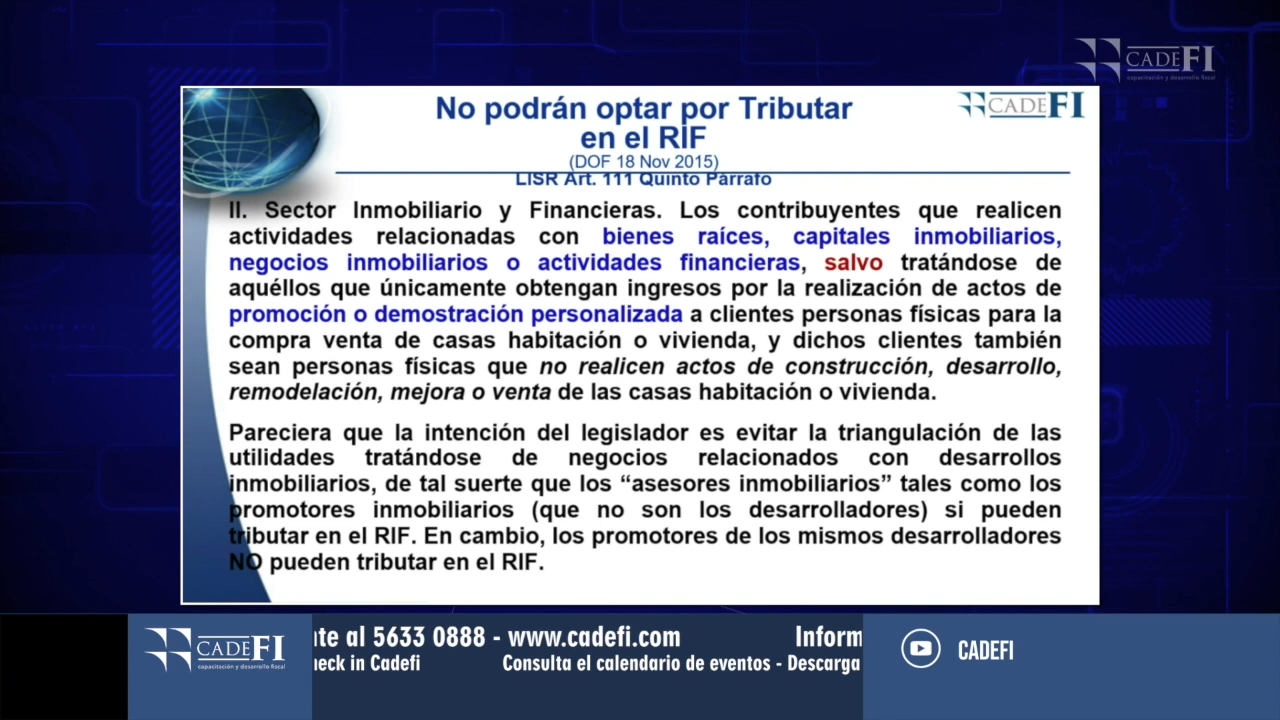 CADEFI
capacitación y desarrollo fiscal
No podrán optar por Tributar
en el RIF
CADEFI
(DOF 18 Nov 2015)
LISR Art. 111 Quinto Párrafo
II. Sector Inmobiliario y Financieras. Los contribuyentes que realicen
actividades relacionadas con bienes raíces, capitales inmobiliarios,
negocios inmobiliarios o actividades financieras, salvo tratándose de
aquéllos que únicamente obtengan ingresos por la realización de actos de
promoción o demostración personalizada a clientes personas físicas para la
compra venta de casas habitación o vivienda, y dichos clientes también
sean personas físicas que no realicen actos de construcción, desarrollo,
remodelación, mejora o venta de las casas habitación o vivienda.
Pareciera que la intención del legislador es evitar la triangulación de las
utilidades tratándose de negocios relacionados con desarrollos
inmobiliarios, de tal suerte que los “asesores inmobiliarios” tales como los
promotores inmobiliarios (que no son los desarrolladores) si pueden
tributar en el RIF. En cambio, los promotores de los mismos desarrolladores
NO pueden tributar en el RIF.
CADEFI
capacitación y desarrollo fiscal
nte al 5633 0888 - www.cadefi.com Inform
heck in Cadefi Consulta el calendario de eventos - Descarga
CADEFI